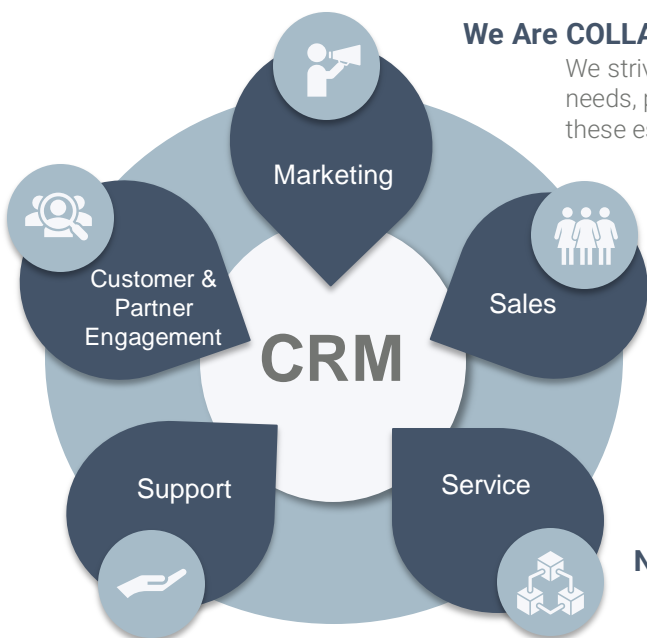 We Are COLLA
We striv
needs, p
these es
Marketing
Customer &
Partner
Engagement
Sales
CRM
Support
Service
N